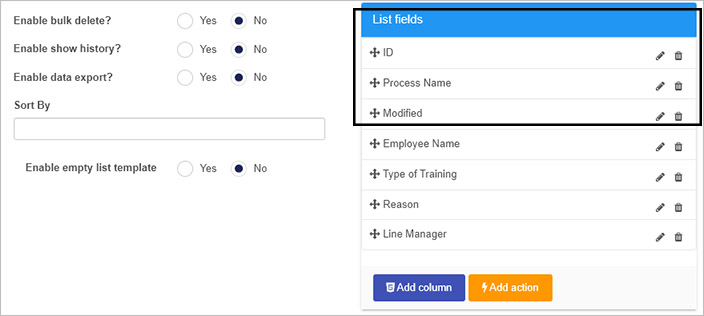 Enable bulk delete? Yes No
Enable show history? Yes No
Enable data export? Yes No
Sort By
Enable empty list template Yes No
List fields
ID
Process Name
Modified
Employee Name
Type of Training
Reason
Line Manager
Add column Add action